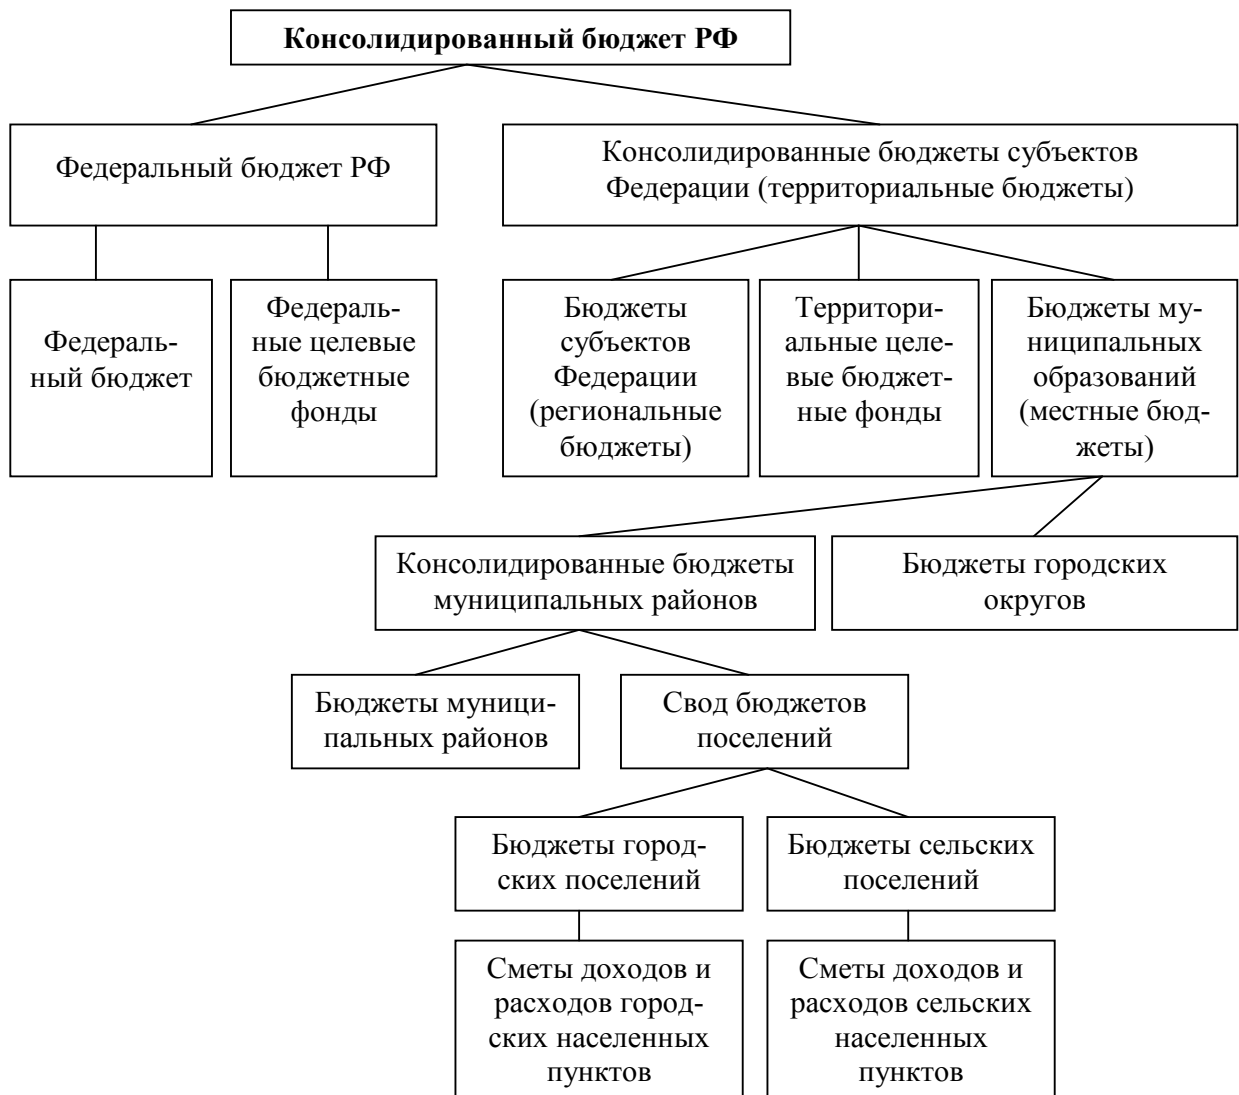 Консолидированный бюджет РФ
Федеральный бюджет РФ
Консолидированные бюджеты субъектов
Федерации (территориальные бюджеты)
Федераль-
ный бюджет
Федераль-
ные целевые
бюджетные
фонды
Бюджеты
субъектов
Федерации
(региональные
бюджеты)
Территори-
альные целе-
вые бюджет-
ные фонды
Бюджеты му-
ниципальных
образований
(местные бюд-
жеты)
Консолидированные бюджеты
муниципальных районов
Бюджеты городских
округов
Бюджеты муници-
пальных районов
Свод бюджетов
поселений
Бюджеты город-
ских поселений
Бюджеты сельских
поселений
Сметы доходов и
расходов город-
ских населенных
пунктов
Сметы доходов и
расходов сельских
населенных
пунктов